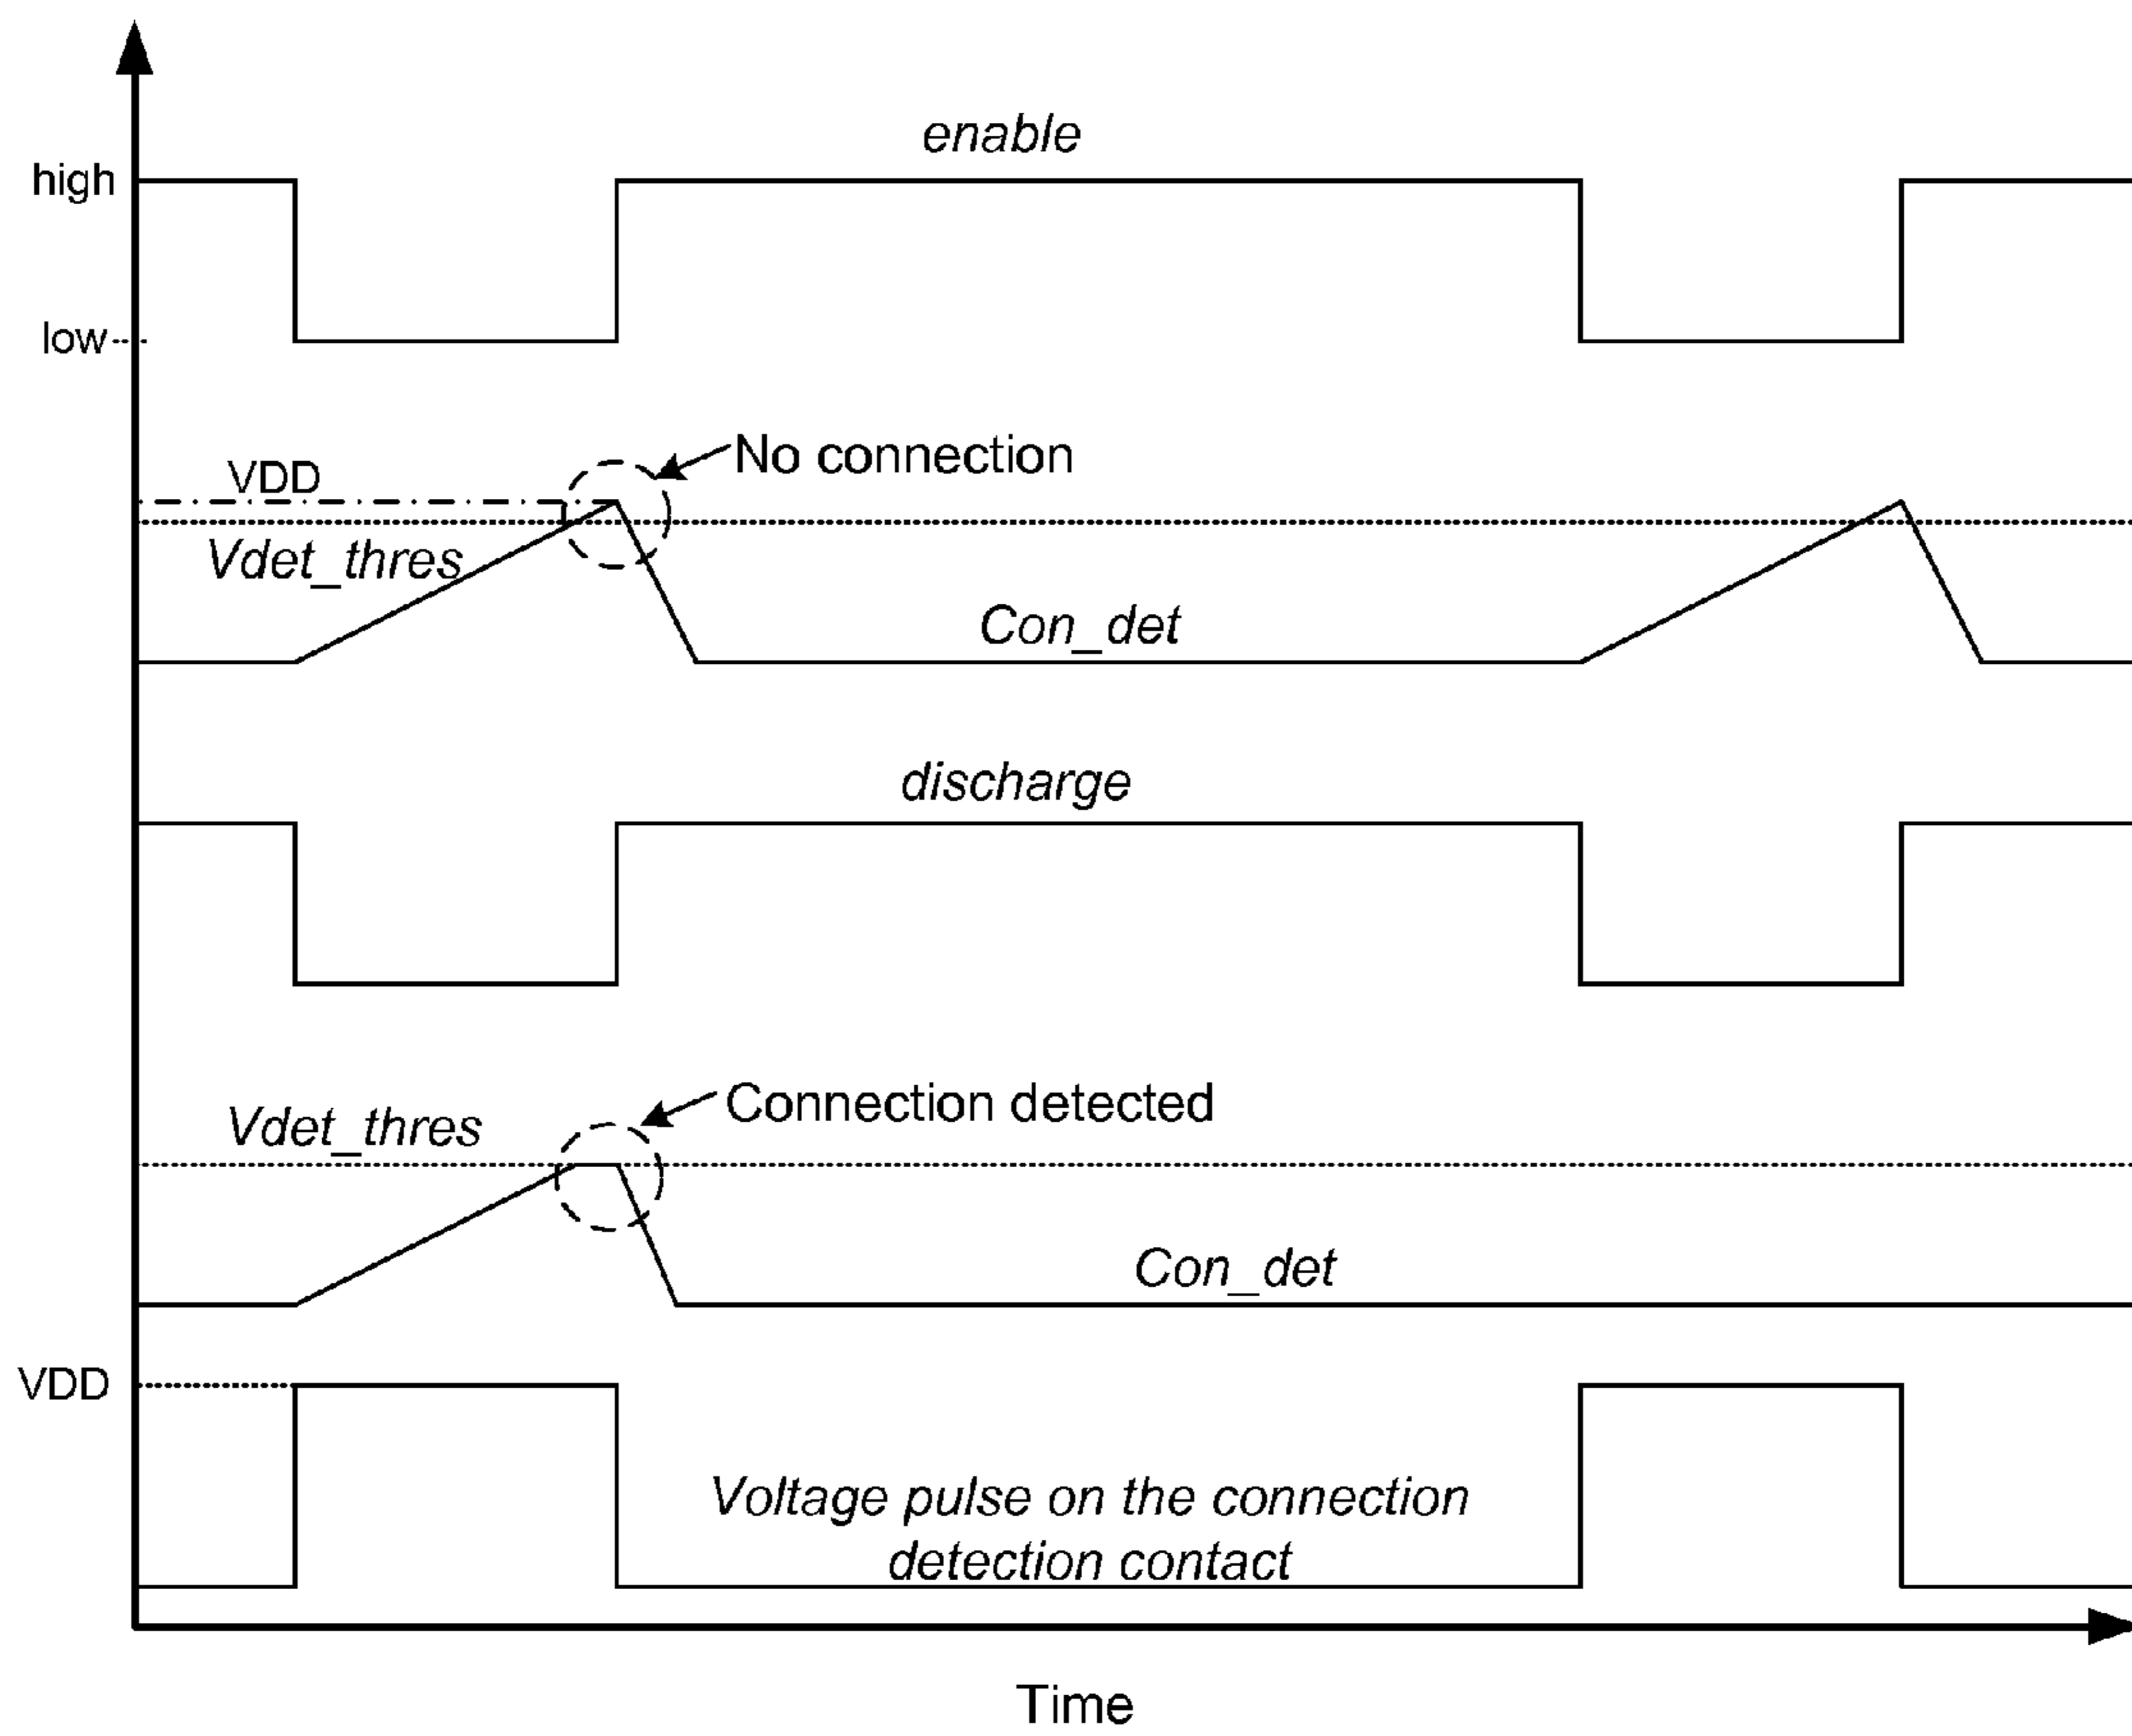 enable
high
low
No connection
VDD
Vdet_thres
Con_det
discharge
Connection detected
Vdet_thres
Con_det
VDD
Voltage pulse on the connection
detection contact
Time